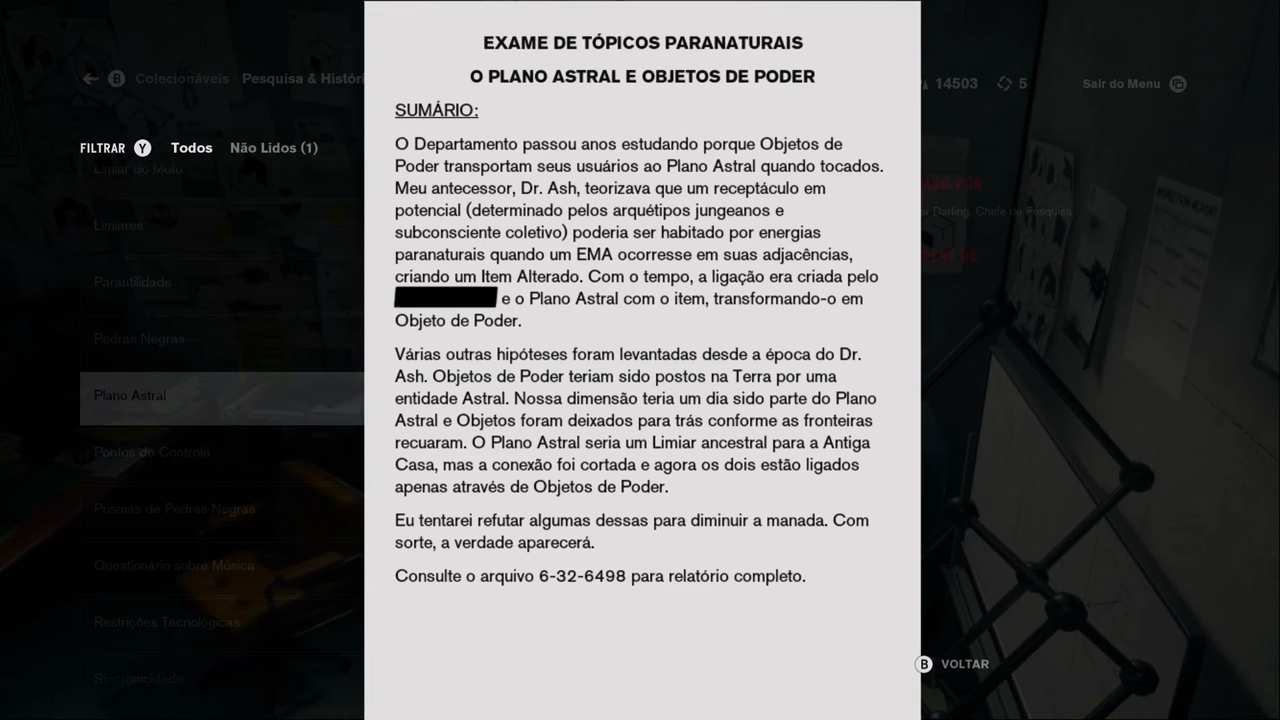 EXAME DE TÓPICOS PARANATURAIS
O PLANO ASTRAL E OBJETOS DE PODER
SUMÁRIO:
O Departamento passou anos estudando porque Objetos de
Poder transportam seus usuários ao Plano Astral quando tocados.
Meu antecessor, Dr. Ash, teorizava que um receptáculo em
potencial (determinado pelos arquétipos jungeanos e
subconsciente coletivo) poderia ser habitado por energias
paranaturais quando um EMA ocorresse em suas adjacências,
criando um Item Alterado. Com o tempo, a ligação era criada pelo
e o Plano Astral com o item, transformando-o em
Objeto de Poder.
Várias outras hipóteses foram levantadas desde a época do Dr.
Ash. Objetos de Poder teriam sido postos na Terra por uma
entidade Astral. Nossa dimensão teria um dia sido parte do Plano
Astral e Objetos foram deixados para trás conforme as fronteiras
recuaram. O Plano Astral seria um Limiar ancestral para a Antiga
Casa, mas a conexão foi cortada e agora os dois estão ligados
apenas através de Objetos de Poder.
Eu tentarei refutar algumas dessas para diminuir a manada. Com
sorte, a verdade aparecerá.
Consulte o arquivo 6-32-6498 para relatório completo.
B Colecionáveis Pesquisa & Históri
14503 5 Sair do Menu
FILTRAR Y Todos Não Lidos (1)
Limiar do Molo
Limiares
Parautilidade
Pedras Negras
Plano Astral
Pontos de Controle
Prismas de Pedras Negras
Questionário sobre Música
Restrições Tecnológicas
Sincronicidade
Darling, Chefe de Pesquisa
B VOLTAR